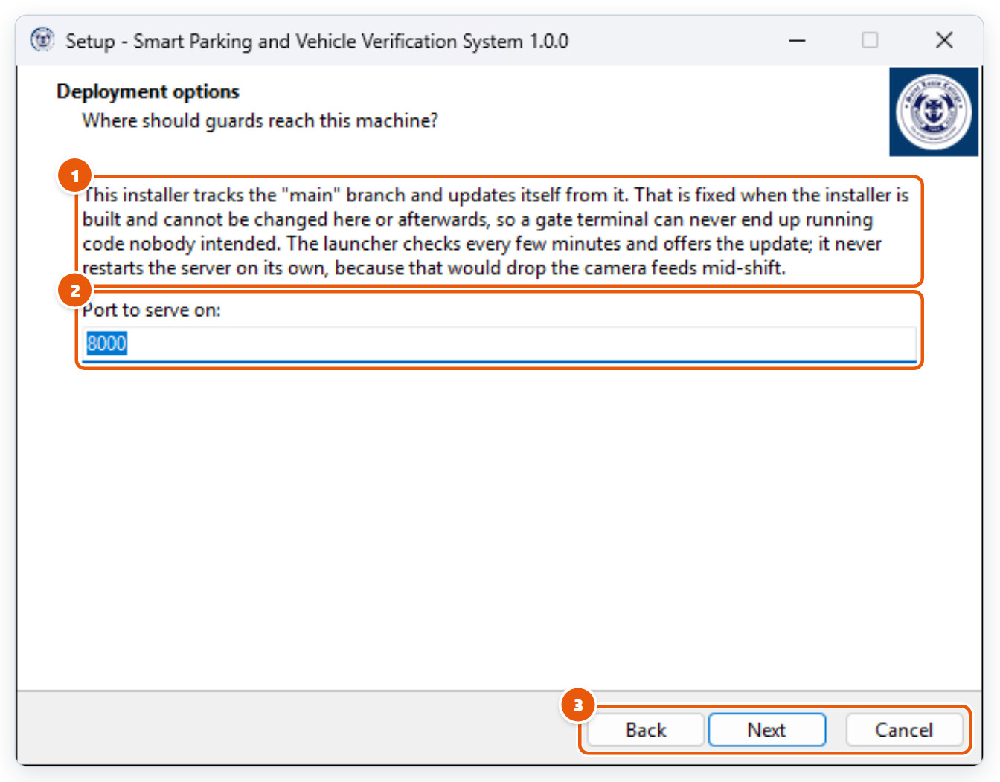 Setup - Smart Parking and Vehicle Verification System 1.0.0
Deployment options
Where should guards reach this machine?
1
This installer tracks the "main" branch and updates itself from it. That is fixed when the installer is
built and cannot be changed here or afterwards, so a gate terminal can never end up running
code nobody intended. The launcher checks every few minutes and offers the update; it never
restarts the server on its own, because that would drop the camera feeds mid-shift.
2
Port to serve on:
8000
3
Back
Next
Cancel